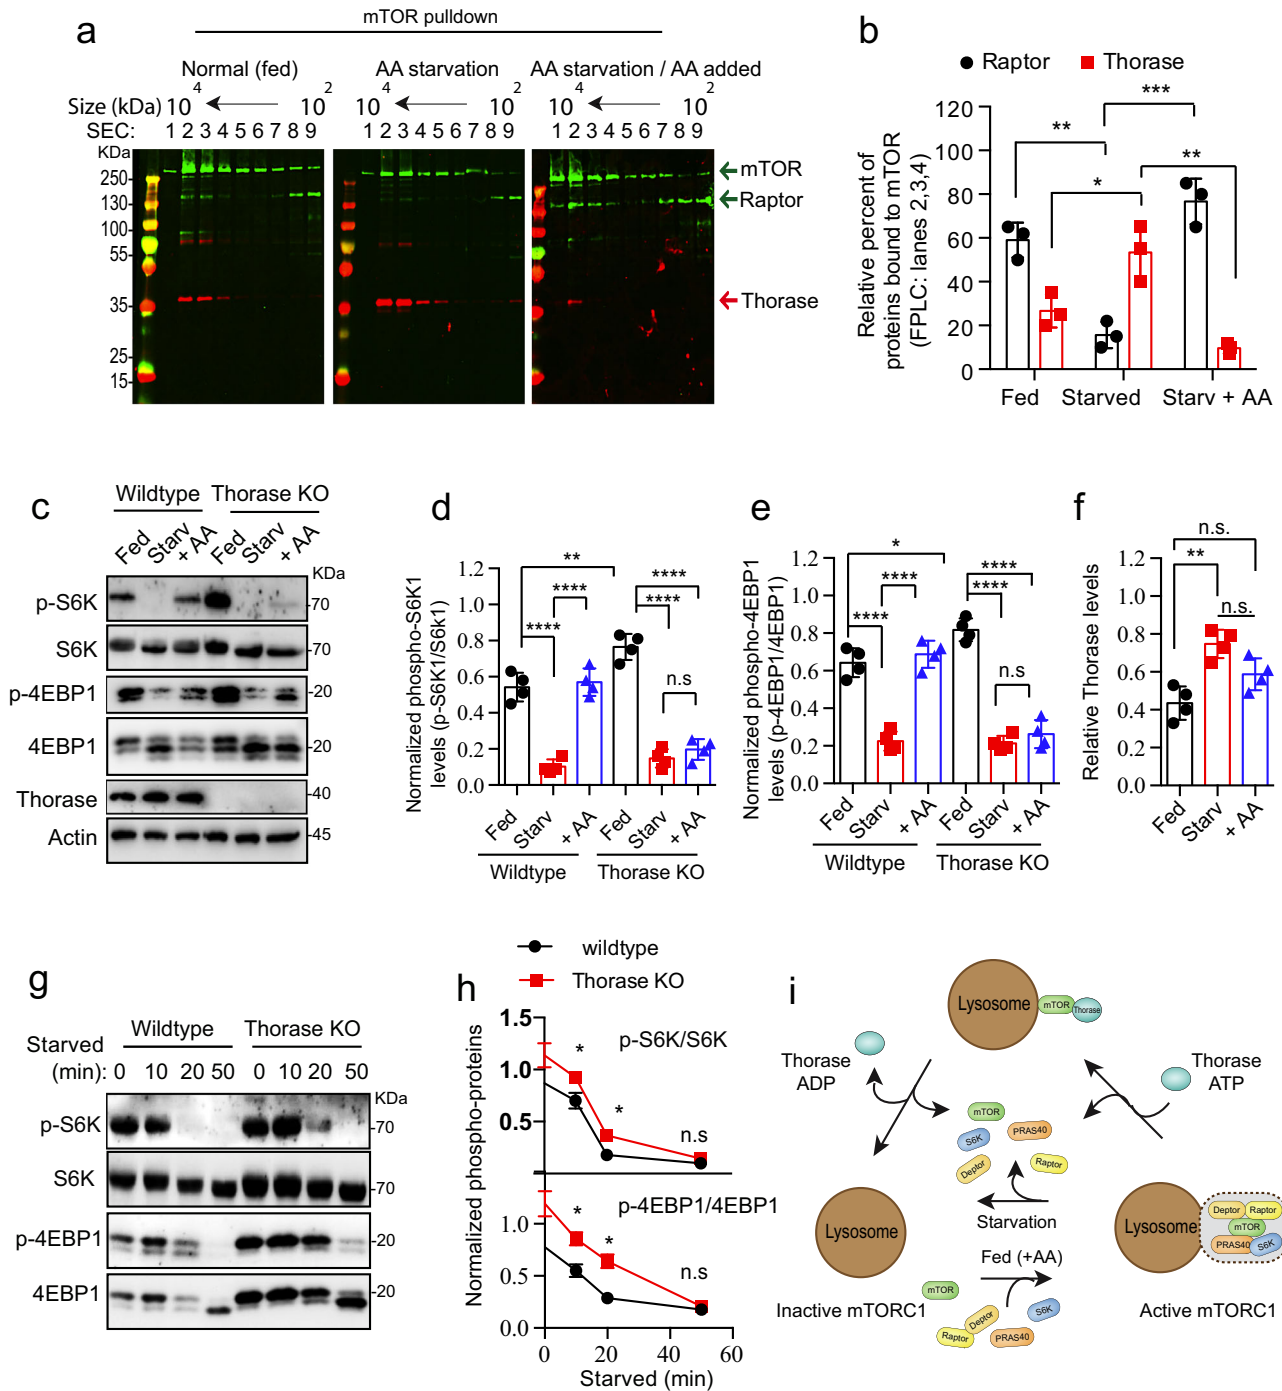 a
mTOR pulldown
Normal (fed)
AA starvation
AA starvation / AA added
Size (kDa)
10^4 10^2
10^4 10^2
10^4 10^2
SEC:
1 2 3 4 5 6 7 8 9
1 2 3 4 5 6 7 8 9
1 2 3 4 5 6 7 8 9
KDa
250
130
100
55
35
25
15
mTOR
Raptor
Thorase
b
Raptor
Thorase
Relative percent of
proteins bound to mTOR
(FPLC: lanes 2,3,4)
120
100
80
60
40
20
0
**
*
***
**
Fed
Starved
Starv + AA
c
Wildtype
Thorase KO
Fed
Starv
+ AA
Fed
Starv
+ AA
KDa
p-S6K
-70
S6K
-70
p-4EBP1
-20
4EBP1
-20
Thorase
-40
Actin
-45
d
Normalized phospho-S6K1
levels (p-S6K1/S6k1)
1.2
1.0
0.8
0.6
0.4
0.2
0.0
**
****
****
****
****
n.s
Fed
Starv
+ AA
Fed
Starv
+ AA
Wildtype
Thorase KO
e
Normalized phospho-4EBP1
levels (p-4EBP1/4EBP1)
1.2
1.0
0.8
0.6
0.4
0.2
0.0
*
****
****
****
****
n.s
Fed
Starv
+ AA
Fed
Starv
+ AA
Wildtype
Thorase KO
f
Relative Thorase levels
1.2
1.0
0.8
0.6
0.4
0.2
0.0
n.s.
**
n.s.
Fed
Starv
+ AA
g
Wildtype
Thorase KO
Starved
(min):
0 10 20 50
0 10 20 50
KDa
p-S6K
-70
S6K
-70
p-4EBP1
-20
4EBP1
-20
h
wildtype
Thorase KO
Normalized phospho-proteins
1.5
1.0
0.5
p-S6K/S6K
*
*
n.s
1.0
0.5
0.0
p-4EBP1/4EBP1
*
*
n.s
0
20
40
60
Starved (min)
i
Lysosome
mTOR
Thorase
Thorase
ADP
Thorase
ATP
mTOR
S6K
PRAS40
Deptor
Raptor
Lysosome
Starvation
Fed (+AA)
Lysosome
Deptor
Raptor
mTOR
PRAS40
S6K
Inactive mTORC1
mTOR
Deptor
Raptor
PRAS40
S6K
Active mTORC1